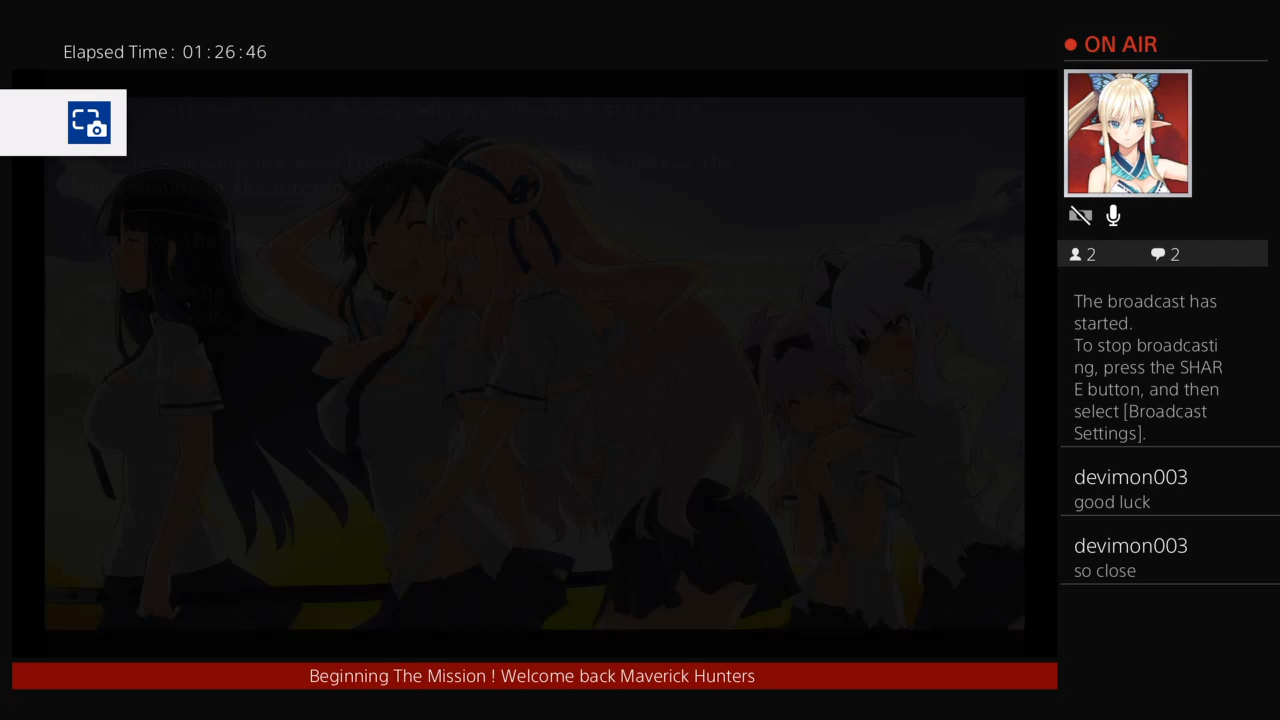 Elapsed Time: 01:26:46
ON AIR
2
2
The broadcast has
started.
To stop broadcasti
ng, press the SHAR
E button, and then
select [Broadcast
Settings].
devimon003
good luck
devimon003
so close
Beginning The Mission ! Welcome back Maverick Hunters